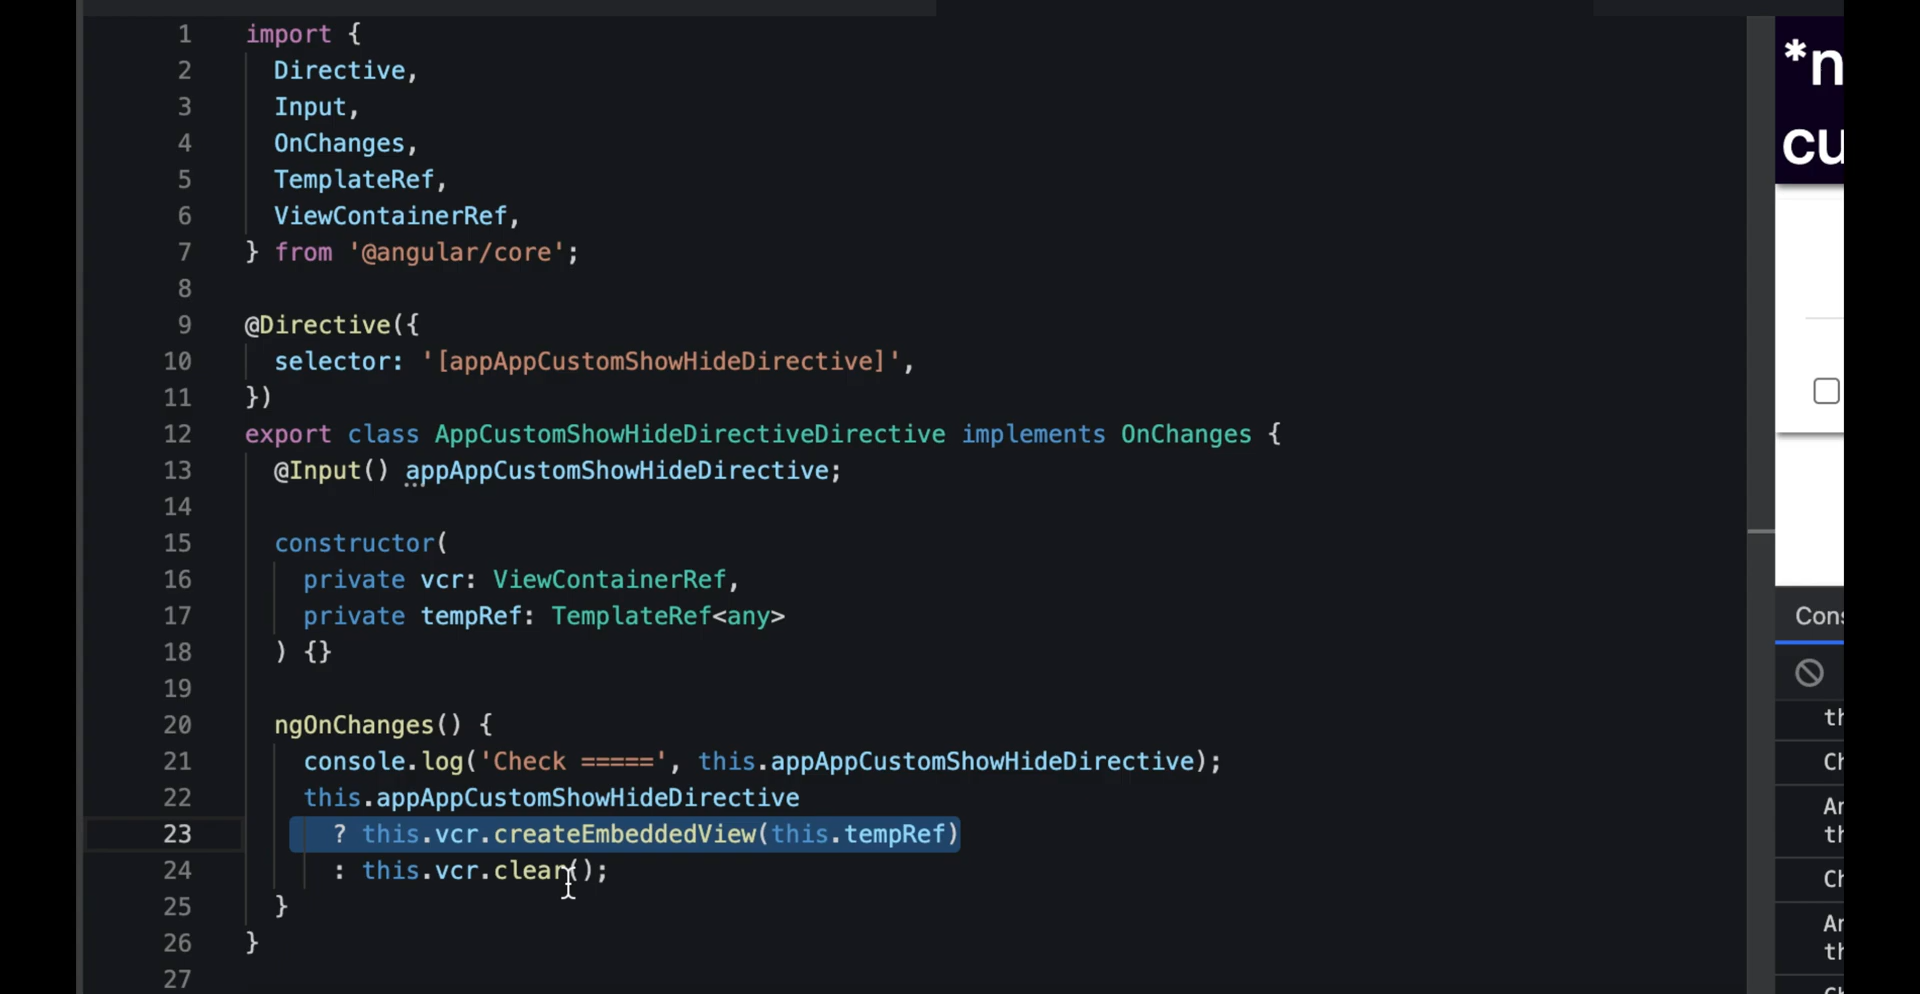 1 import {
2 Directive,
3 Input,
4 OnChanges,
5 TemplateRef,
6 ViewContainerRef,
7 } from '@angular/core';
8
9 @Directive({
10 selector: '[appAppCustomShowHideDirective]',
11 })
12 export class AppCustomShowHideDirectiveDirective implements OnChanges {
13 @Input() appAppCustomShowHideDirective;
14
15 constructor(
16 private vcr: ViewContainerRef,
17 private tempRef: TemplateRef<any>
18 ) {}
19
20 ngOnChanges() {
21 console.log('Check =====', this.appAppCustomShowHideDirective);
22 this.appAppCustomShowHideDirective
23 ? this.vcr.createEmbeddedView(this.tempRef)
24 : this.vcr.clear();
25 }
26 }
27
*n
cu
Cons
th
Ch
An
th
Ch
An
th